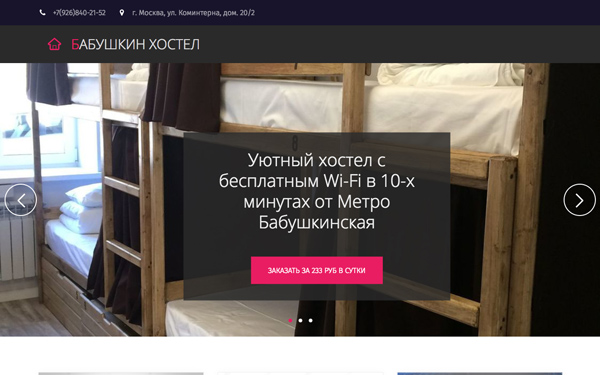 +7(926)840-21-52 г. Москва, ул. Коминтерна, дом. 20/2
БАБУШКИН ХОСТЕЛ
Уютный хостел с
бесплатным Wi-Fi в 10-х
минутах от Метро
Бабушкинская
ЗАКАЗАТЬ ЗА 233 РУБ В СУТКИ